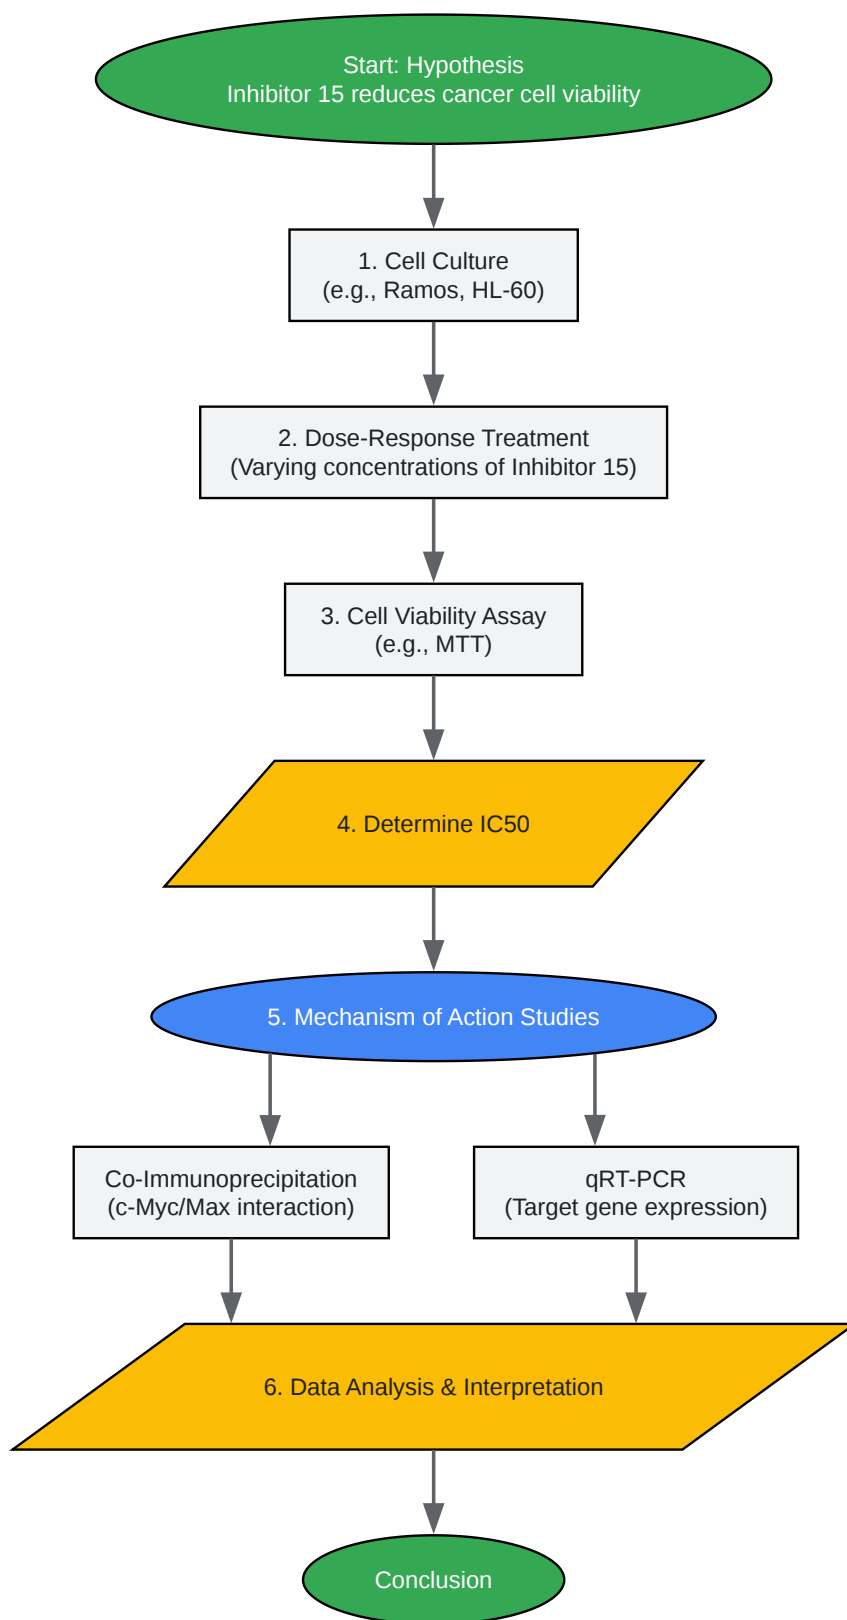 Start: Hypothesis
Inhibitor 15 reduces cancer cell viability
1. Cell Culture
(e.g., Ramos, HL-60)
2. Dose-Response Treatment
(Varying concentrations of Inhibitor 15)
3. Cell Viability Assay
(e.g., MTT)
4. Determine IC50
5. Mechanism of Action Studies
Co-Immunoprecipitation
(c-Myc/Max interaction)
qRT-PCR
(Target gene expression)
6. Data Analysis & Interpretation
Conclusion